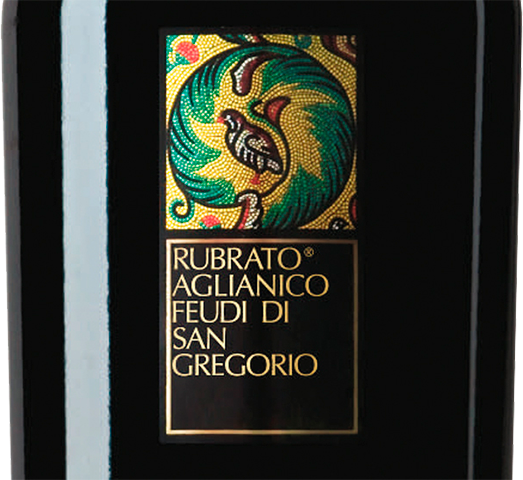 RUBRATO®
AGLIANICO
FEUDI DI
SAN
GREGORIO